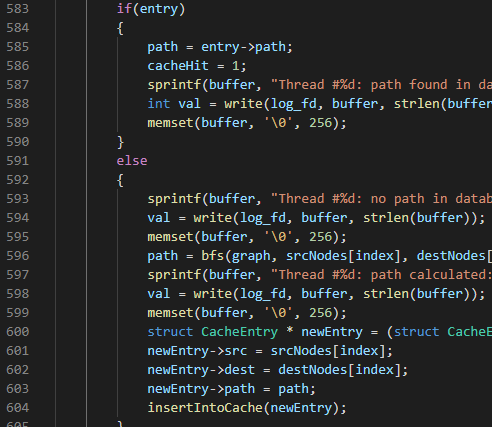 583 if(entry)
584 {
585 path = entry->path;
586 cacheHit = 1;
587 sprintf(buffer, "Thread #%d: path found in da
588 int val = write(log_fd, buffer, strlen(buffer
589 memset(buffer, '\0', 256);
590 }
591 else
592 {
593 sprintf(buffer, "Thread #%d: no path in datab
594 val = write(log_fd, buffer, strlen(buffer));
595 memset(buffer, '\0', 256);
596 path = bfs(graph, srcNodes[index], destNodes[
597 sprintf(buffer, "Thread #%d: path calculated:
598 val = write(log_fd, buffer, strlen(buffer));
599 memset(buffer, '\0', 256);
600 struct CacheEntry * newEntry = (struct CacheE
601 newEntry->src = srcNodes[index];
602 newEntry->dest = destNodes[index];
603 newEntry->path = path;
604 insertIntoCache(newEntry);
605 }